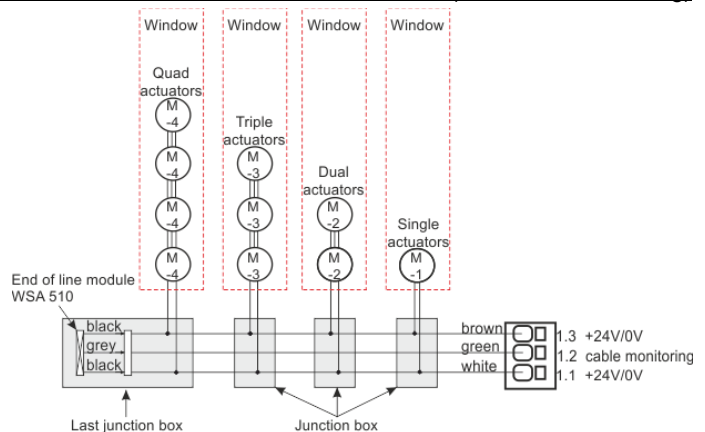 Window Window Window Window
Quad
actuators
M
-4
M
-4
M
-4
M
-4
Triple
actuators
M
-3
M
-3
M
-3
Dual
actuators
M
-2
M
-2
Single
actuators
M
-1
End of line module
WSA 510
black
grey
black
brown
green
white
1.3 +24V/0V
1.2 cable monitoring
1.1 +24V/0V
Last junction box
Junction box